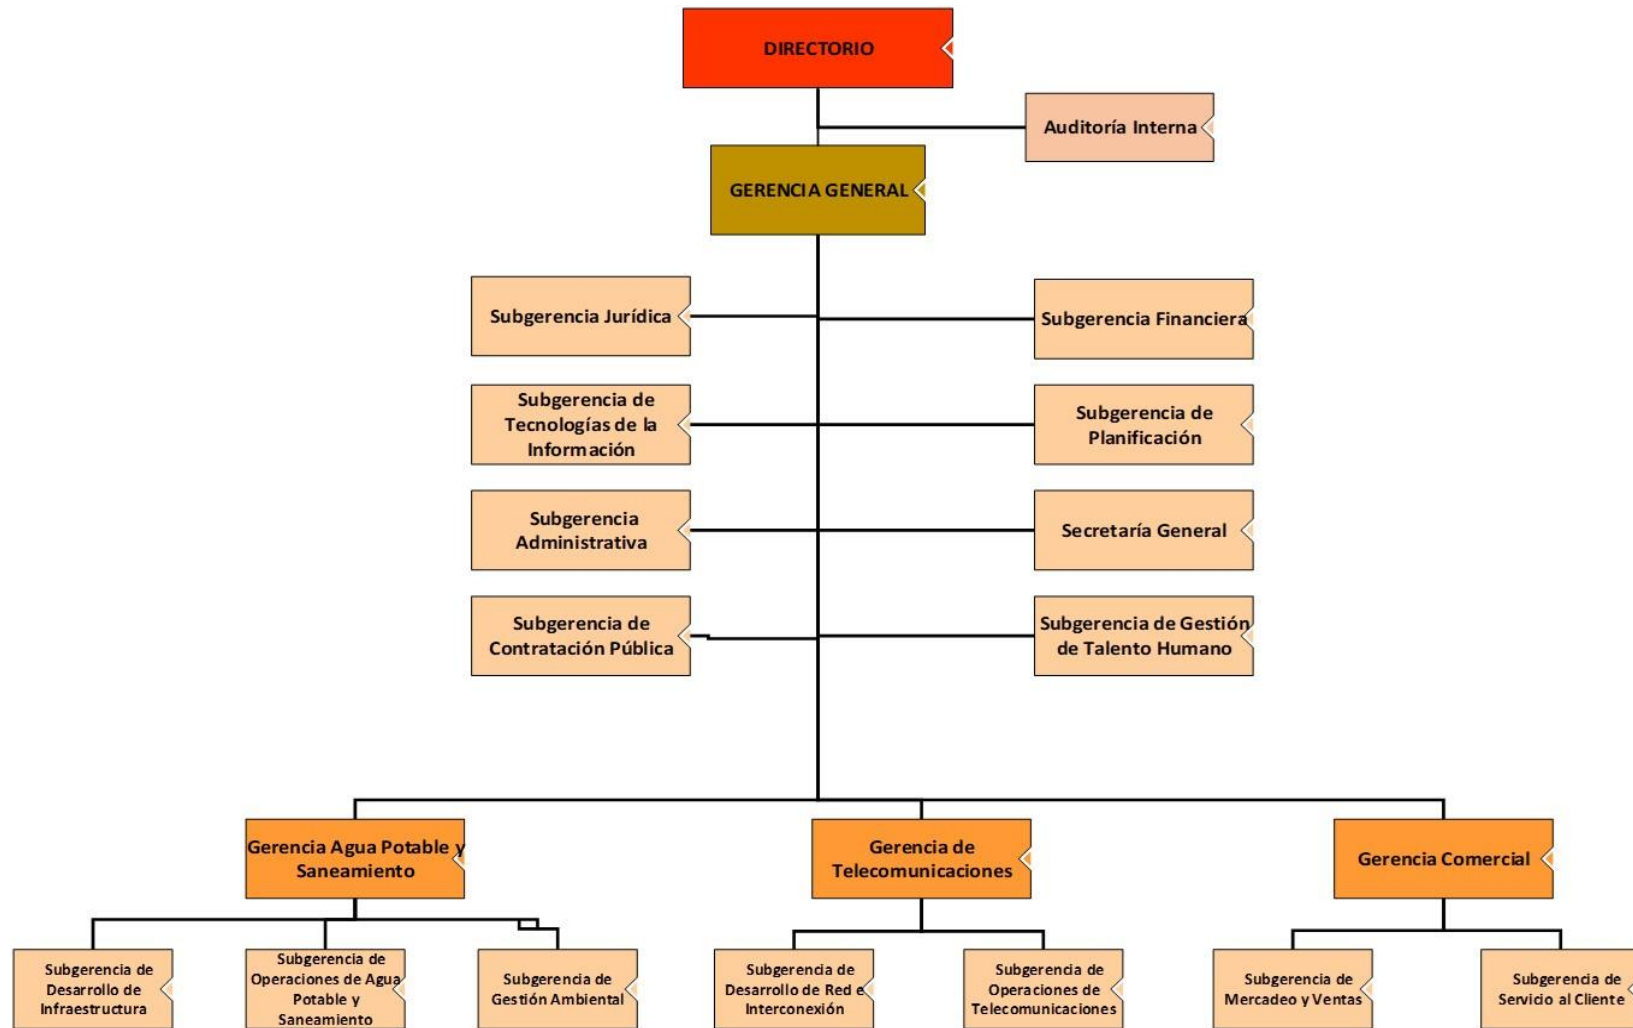 DIRECTORIO
Auditoría Interna
GERENCIA GENERAL
Subgerencia Jurídica
Subgerencia Financiera
Subgerencia de
Tecnologías de la
Información
Subgerencia de
Planificación
Subgerencia
Administrativa
Secretaría General
Subgerencia de
Contratación Pública
Subgerencia de Gestión
de Talento Humano
Gerencia Agua Potable y
Saneamiento
Gerencia de
Telecomunicaciones
Gerencia Comercial
Subgerencia de
Desarrollo de
Infraestructura
Subgerencia de
Operaciones de Agua
Potable y
Saneamiento
Subgerencia de
Gestión Ambiental
Subgerencia de
Desarrollo de Red e
Interconexión
Subgerencia de
Operaciones de
Telecomunicaciones
Subgerencia de
Mercadeo y Ventas
Subgerencia de
Servicio al Cliente